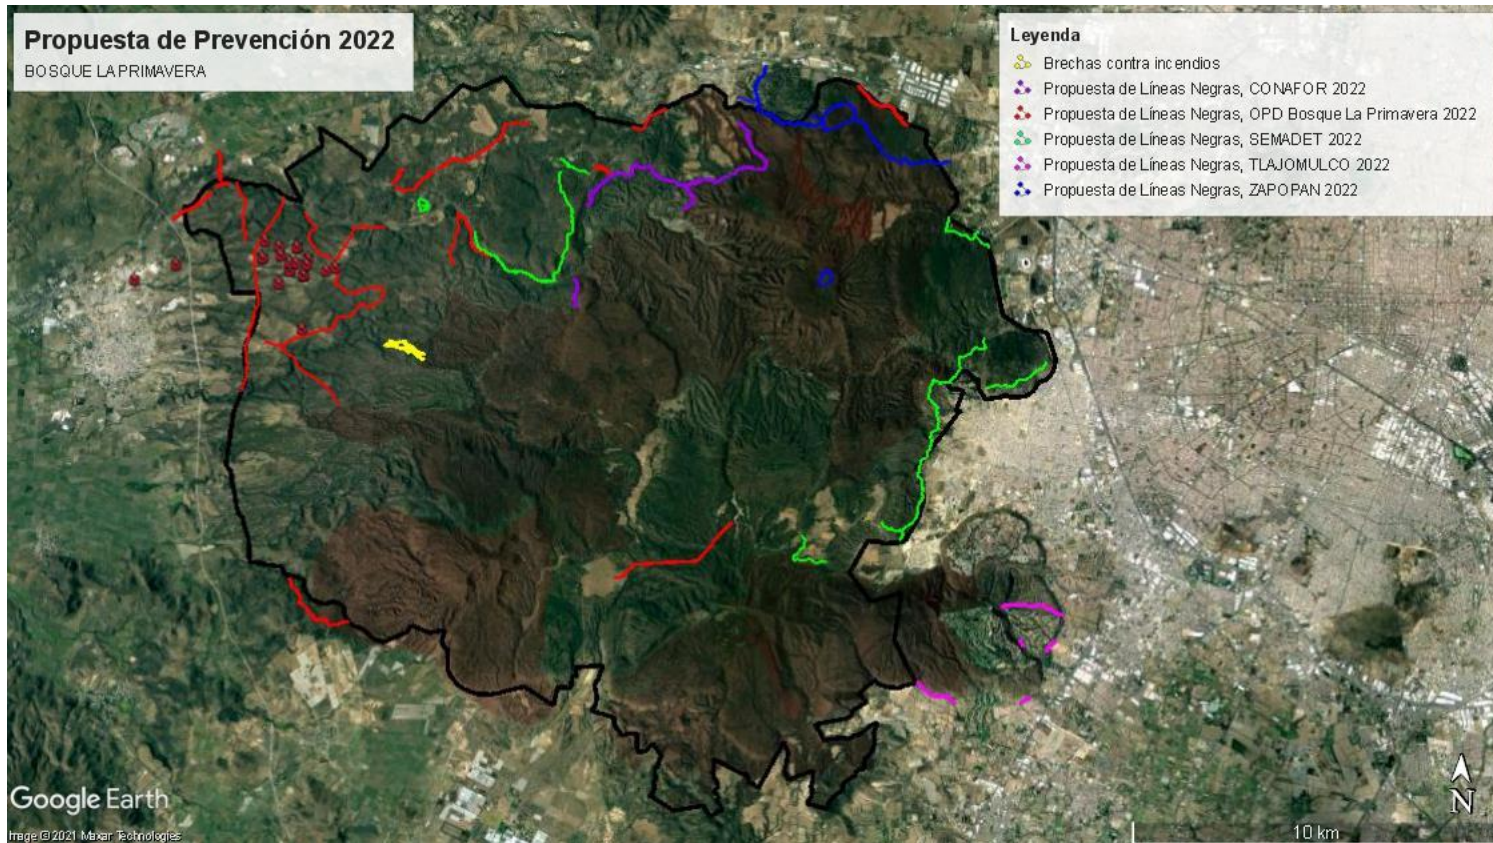 Propuesta de Prevención 2022
BOSQUE LA PRIMAVERA
Leyenda
Brechas contra incendios
Propuesta de Líneas Negras, CONAFOR 2022
Propuesta de Líneas Negras, OPD Bosque La Primavera 2022
Propuesta de Líneas Negras, SEMADET 2022
Propuesta de Líneas Negras, TLAJOMULCO 2022
Propuesta de Líneas Negras, ZAPOPAN 2022
Google Earth
Image © 2021 Maxar Technologies
N
10 km